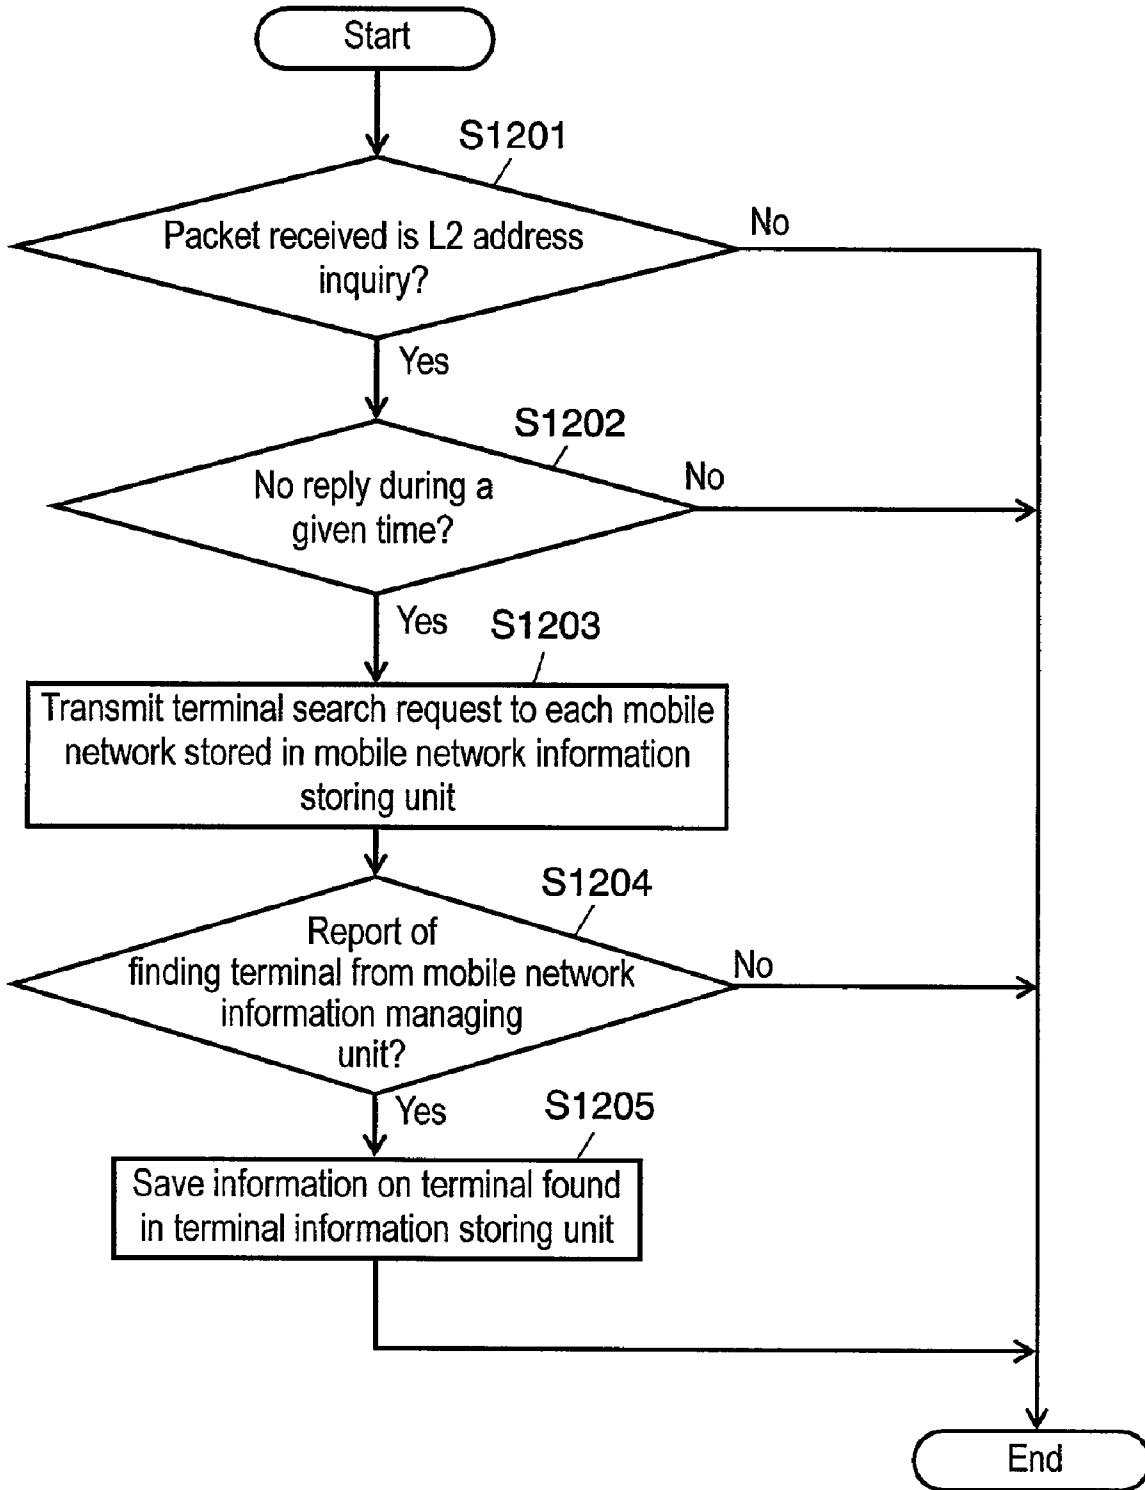 Start
S1201
Packet received is L2 address
inquiry?
No
Yes
S1202
No reply during a
given time?
No
Yes
S1203
Transmit terminal search request to each mobile
network stored in mobile network information
storing unit
S1204
Report of
finding terminal from mobile network
information managing
unit?
No
Yes
S1205
Save information on terminal found
in terminal information storing unit
End